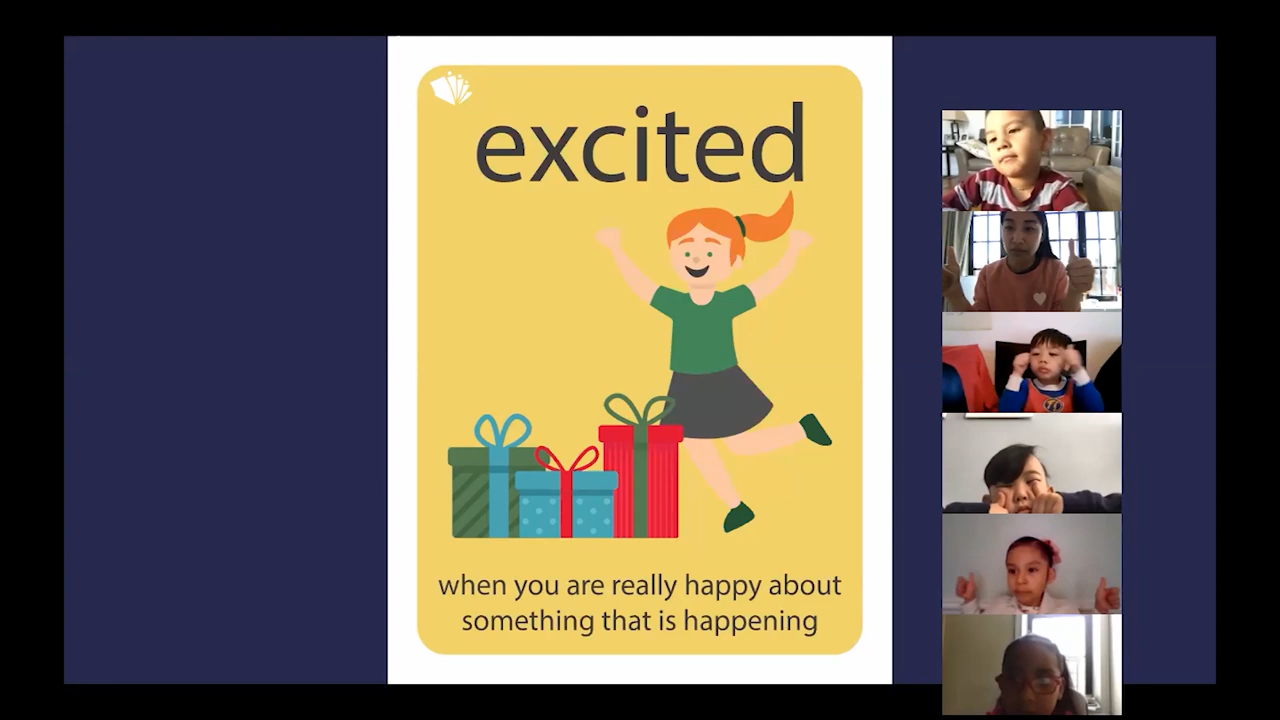 excited
when you are really happy about
something that is happening